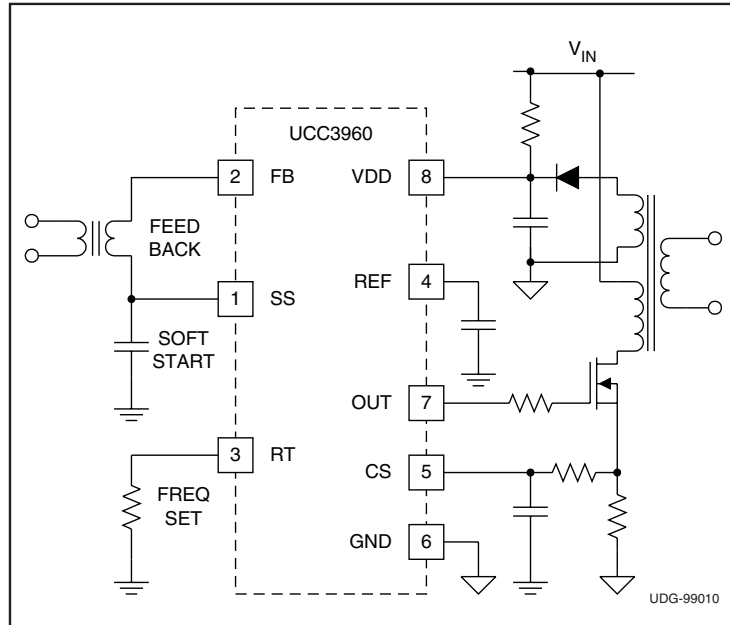 V_IN
UCC3960
2 FB
VDD 8
FEED
BACK
REF 4
1 SS
SOFT
START
OUT 7
3 RT
CS 5
FREQ
SET
GND 6
UDG-99010